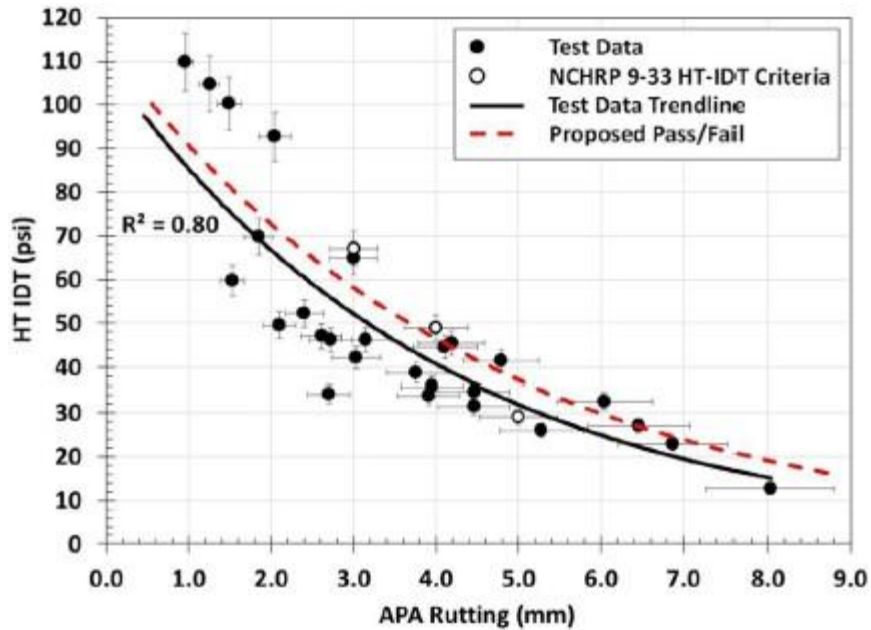 120
110
100
90
80
70
60
50
40
30
20
10
0
HT IDT (psi)
Test Data
NCHRP 9-33 HT-IDT Criteria
Test Data Trendline
Proposed Pass/Fail
R² = 0.80
0.0 1.0 2.0 3.0 4.0 5.0 6.0 7.0 8.0 9.0
APA Rutting (mm)